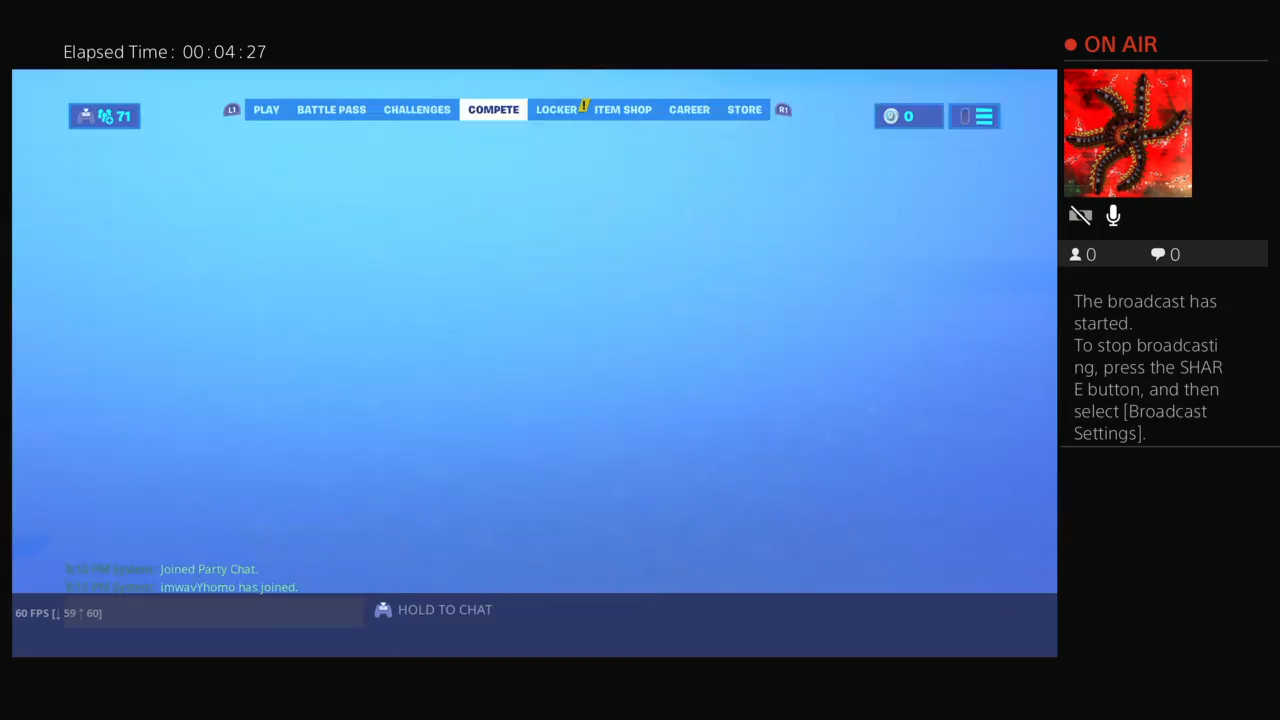 Elapsed Time: 00:04:27
ON AIR
71
L1 PLAY BATTLE PASS CHALLENGES COMPETE LOCKER ! ITEM SHOP CAREER STORE R1
0
0 0
The broadcast has
started.
To stop broadcasti
ng, press the SHAR
E button, and then
select [Broadcast
Settings].
Joined Party Chat.
imwavYhomo has joined.
60 FPS [↓ 59 ↑ 60]
HOLD TO CHAT